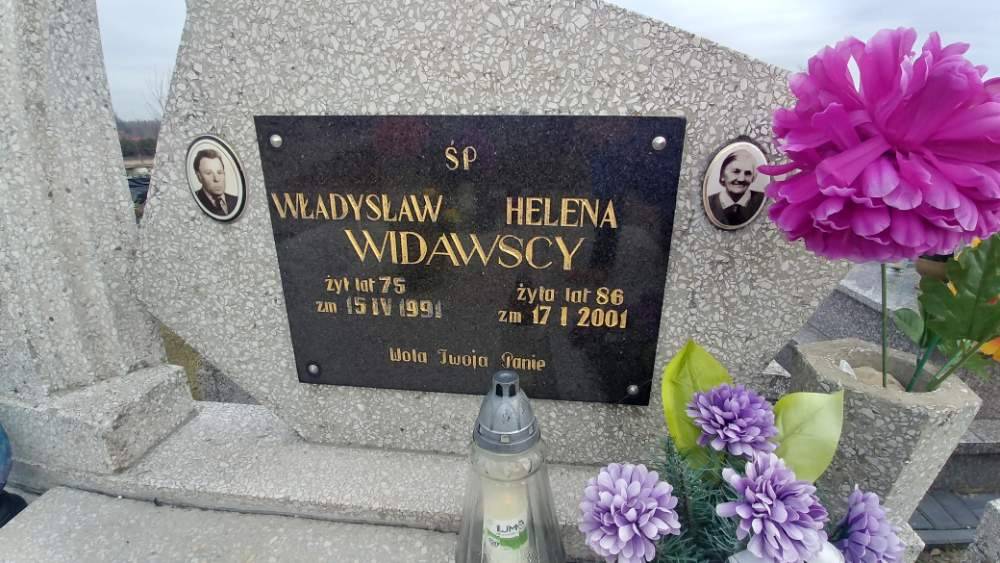 ŚP
WŁADYSŁAW HELENA
WIDAWSCY
żył lat 75 żyła lat 86
zm 15 IV 1991 zm 17 I 2001
Wola Twoja Panie